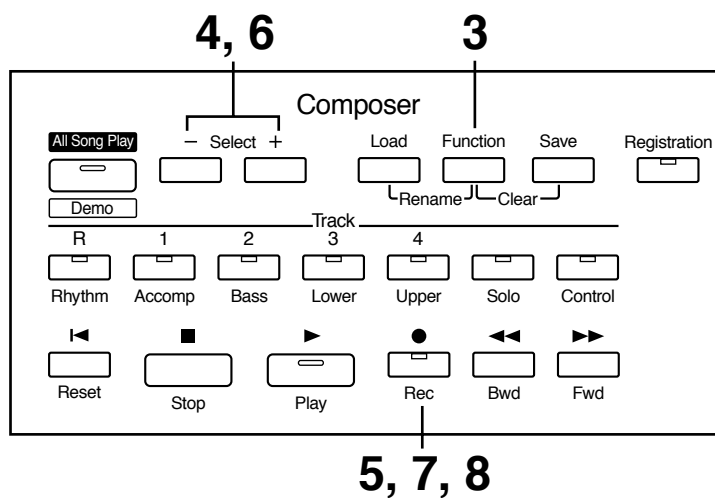 4, 6 3
Composer
All Song Play − Select + Load Function Save Registration
Rename Clear
Demo
Track
R 1 2 3 4
Rhythm Accomp Bass Lower Upper Solo Control
Reset Stop Play Rec Bwd Fwd
5, 7, 8